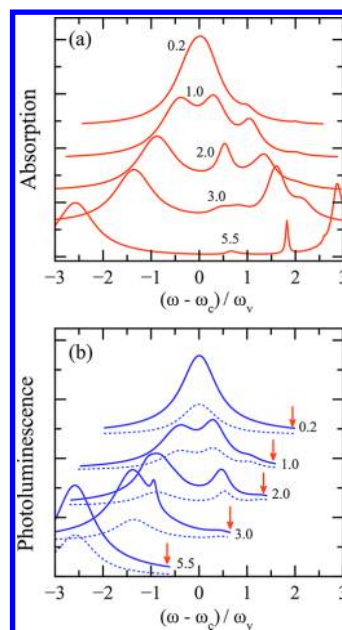 (a)
0.2
1.0
2.0
3.0
5.5
Absorption
-3 -2 -1 0 1 2 3
(ω - ωc) / ωv
(b)
0.2
1.0
2.0
3.0
5.5
Photoluminescence
-3 -2 -1 0 1 2 3
(ω - ωc) / ωv